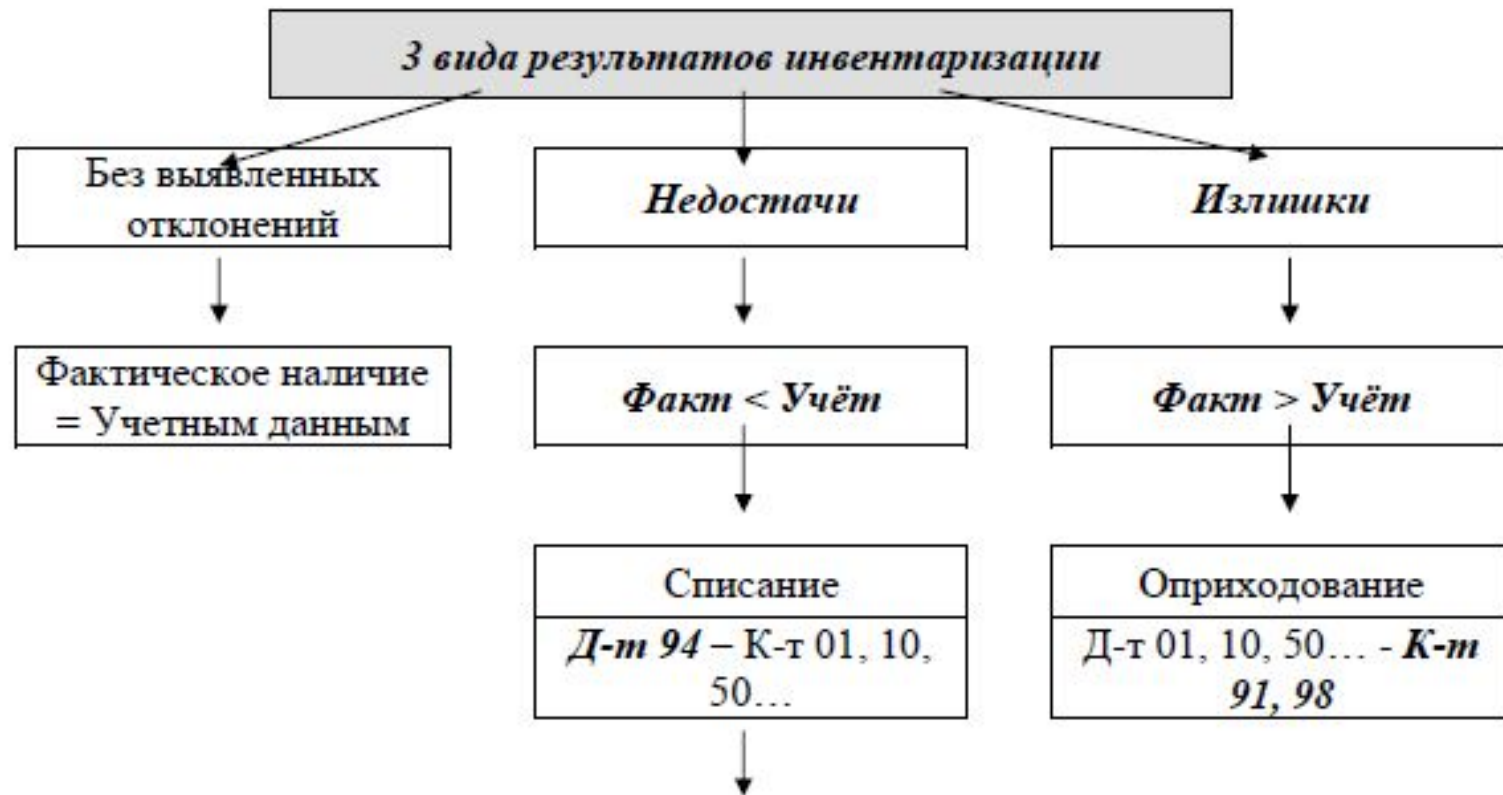 3 вида результатов инвентаризации
Без выявленных
отклонений
Недостачи
Излишки
Фактическое наличие
= Учетным данным
Факт < Учёт
Факт > Учёт
Списание
Д-т 94 – К-т 01, 10,
50…
Оприходование
Д-т 01, 10, 50… - К-т
91, 98